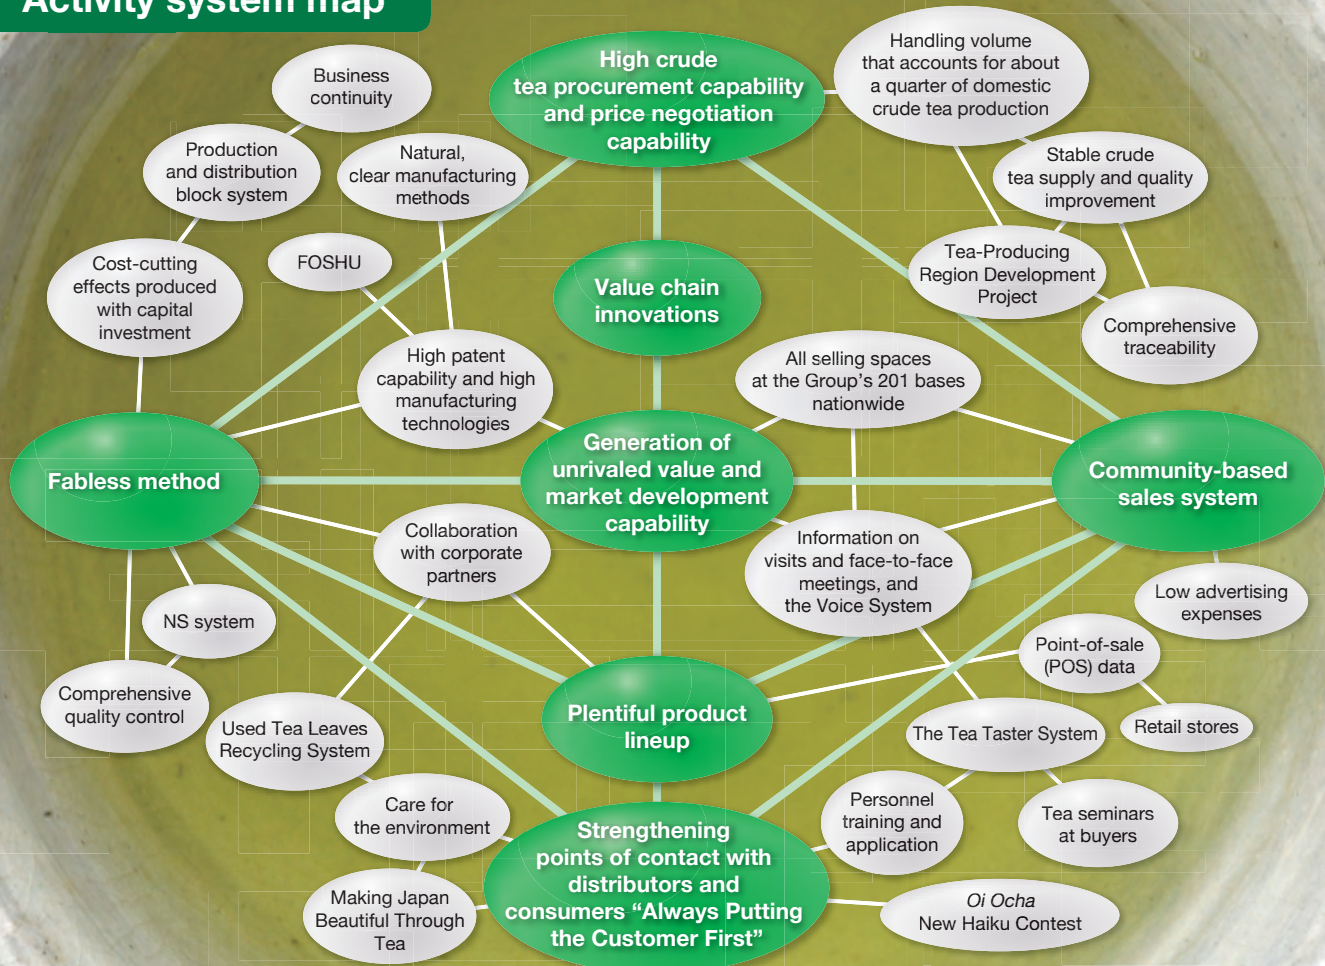 Activity system map
Business
continuity
High crude
tea procurement capability
and price negotiation
capability
Handling volume
that accounts for about
a quarter of domestic
crude tea production
Production
and distribution
block system
Natural,
clear manufacturing
methods
Stable crude
tea supply and quality
improvement
Cost-cutting
effects produced
with capital
investment
FOSHU
Value chain
innovations
Tea-Producing
Region Development
Project
Comprehensive
traceability
High patent
capability and high
manufacturing
technologies
All selling spaces
at the Group's 201 bases
nationwide
Fabless method
Generation of
unrivaled value and
market development
capability
Community-based
sales system
Collaboration
with corporate
partners
Information on
visits and face-to-face
meetings, and
the Voice System
Low advertising
expenses
NS system
Point-of-sale
(POS) data
Comprehensive
quality control
Used Tea Leaves
Recycling System
Plentiful product
lineup
The Tea Taster System
Retail stores
Care for
the environment
Personnel
training and
application
Tea seminars
at buyers
Strengthening
points of contact with
distributors and
consumers “Always Putting
the Customer First”
Making Japan
Beautiful Through
Tea
Oi Ocha
New Haiku Contest